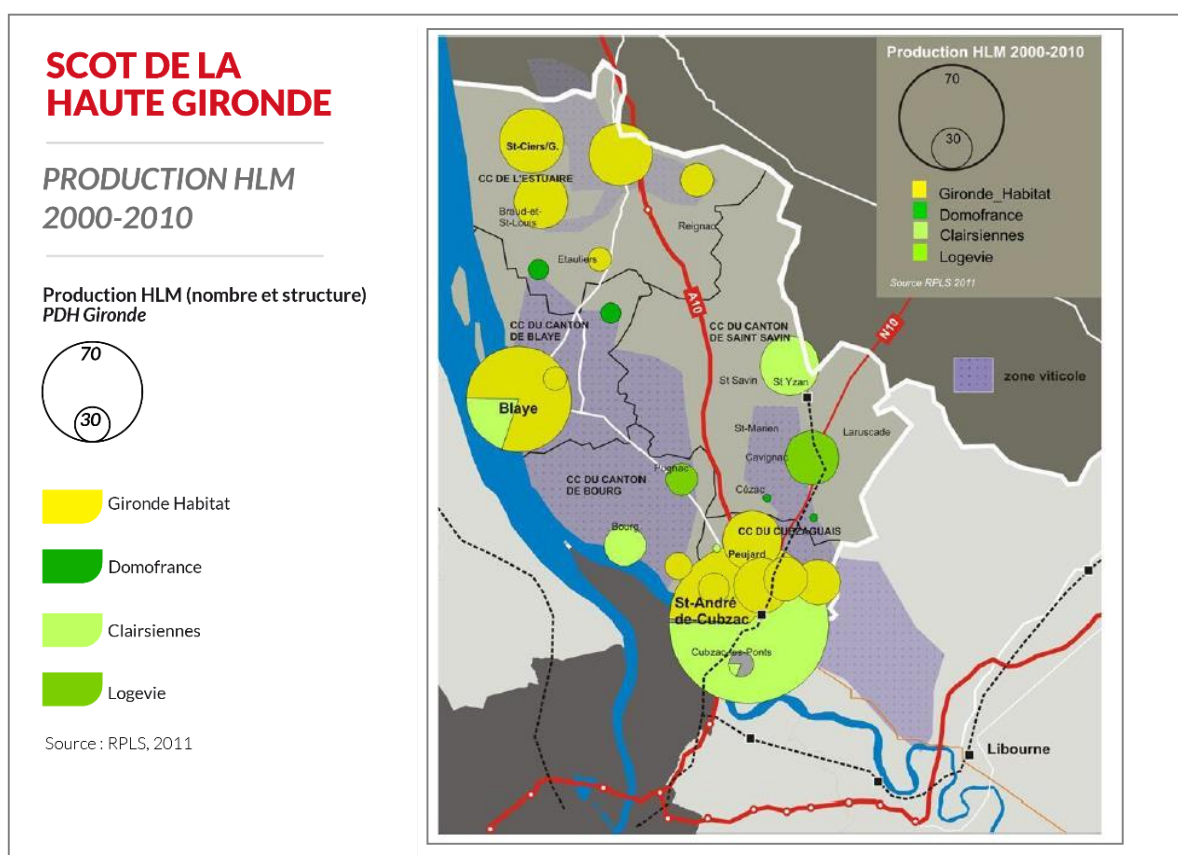 SCOT DE LA
HAUTE GIRONDE
PRODUCTION HLM
2000-2010
Production HLM (nombre et structure)
PDH Gironde
70
30
Gironde Habitat
Domofrance
Clairsiennes
Logevie
Source : RPLS, 2011
Production HLM 2000-2010
70
30
Gironde_Habitat
Domofrance
Clairsiennes
Logevie
Source RPLS 2011
St-Ciers/G.
CC DE L'ESTUAIRE
Braud-et-
St-Louis
Reignac
Etauliers
A10
N10
CC DU CANTON
DE BLAYE
CC DU CANTON
DE SAINT SAVIN
zone viticole
St Savin
St Yzan
Blaye
St-Marien
Laruscade
Cavignac
Pugnac
CC DU CANTON
DE BOURG
Cézac
Bourg
CC DU CUBZAGUAIS
Peujard
St-André
de-Cubzac
Cubzac-les-Ponts
Libourne